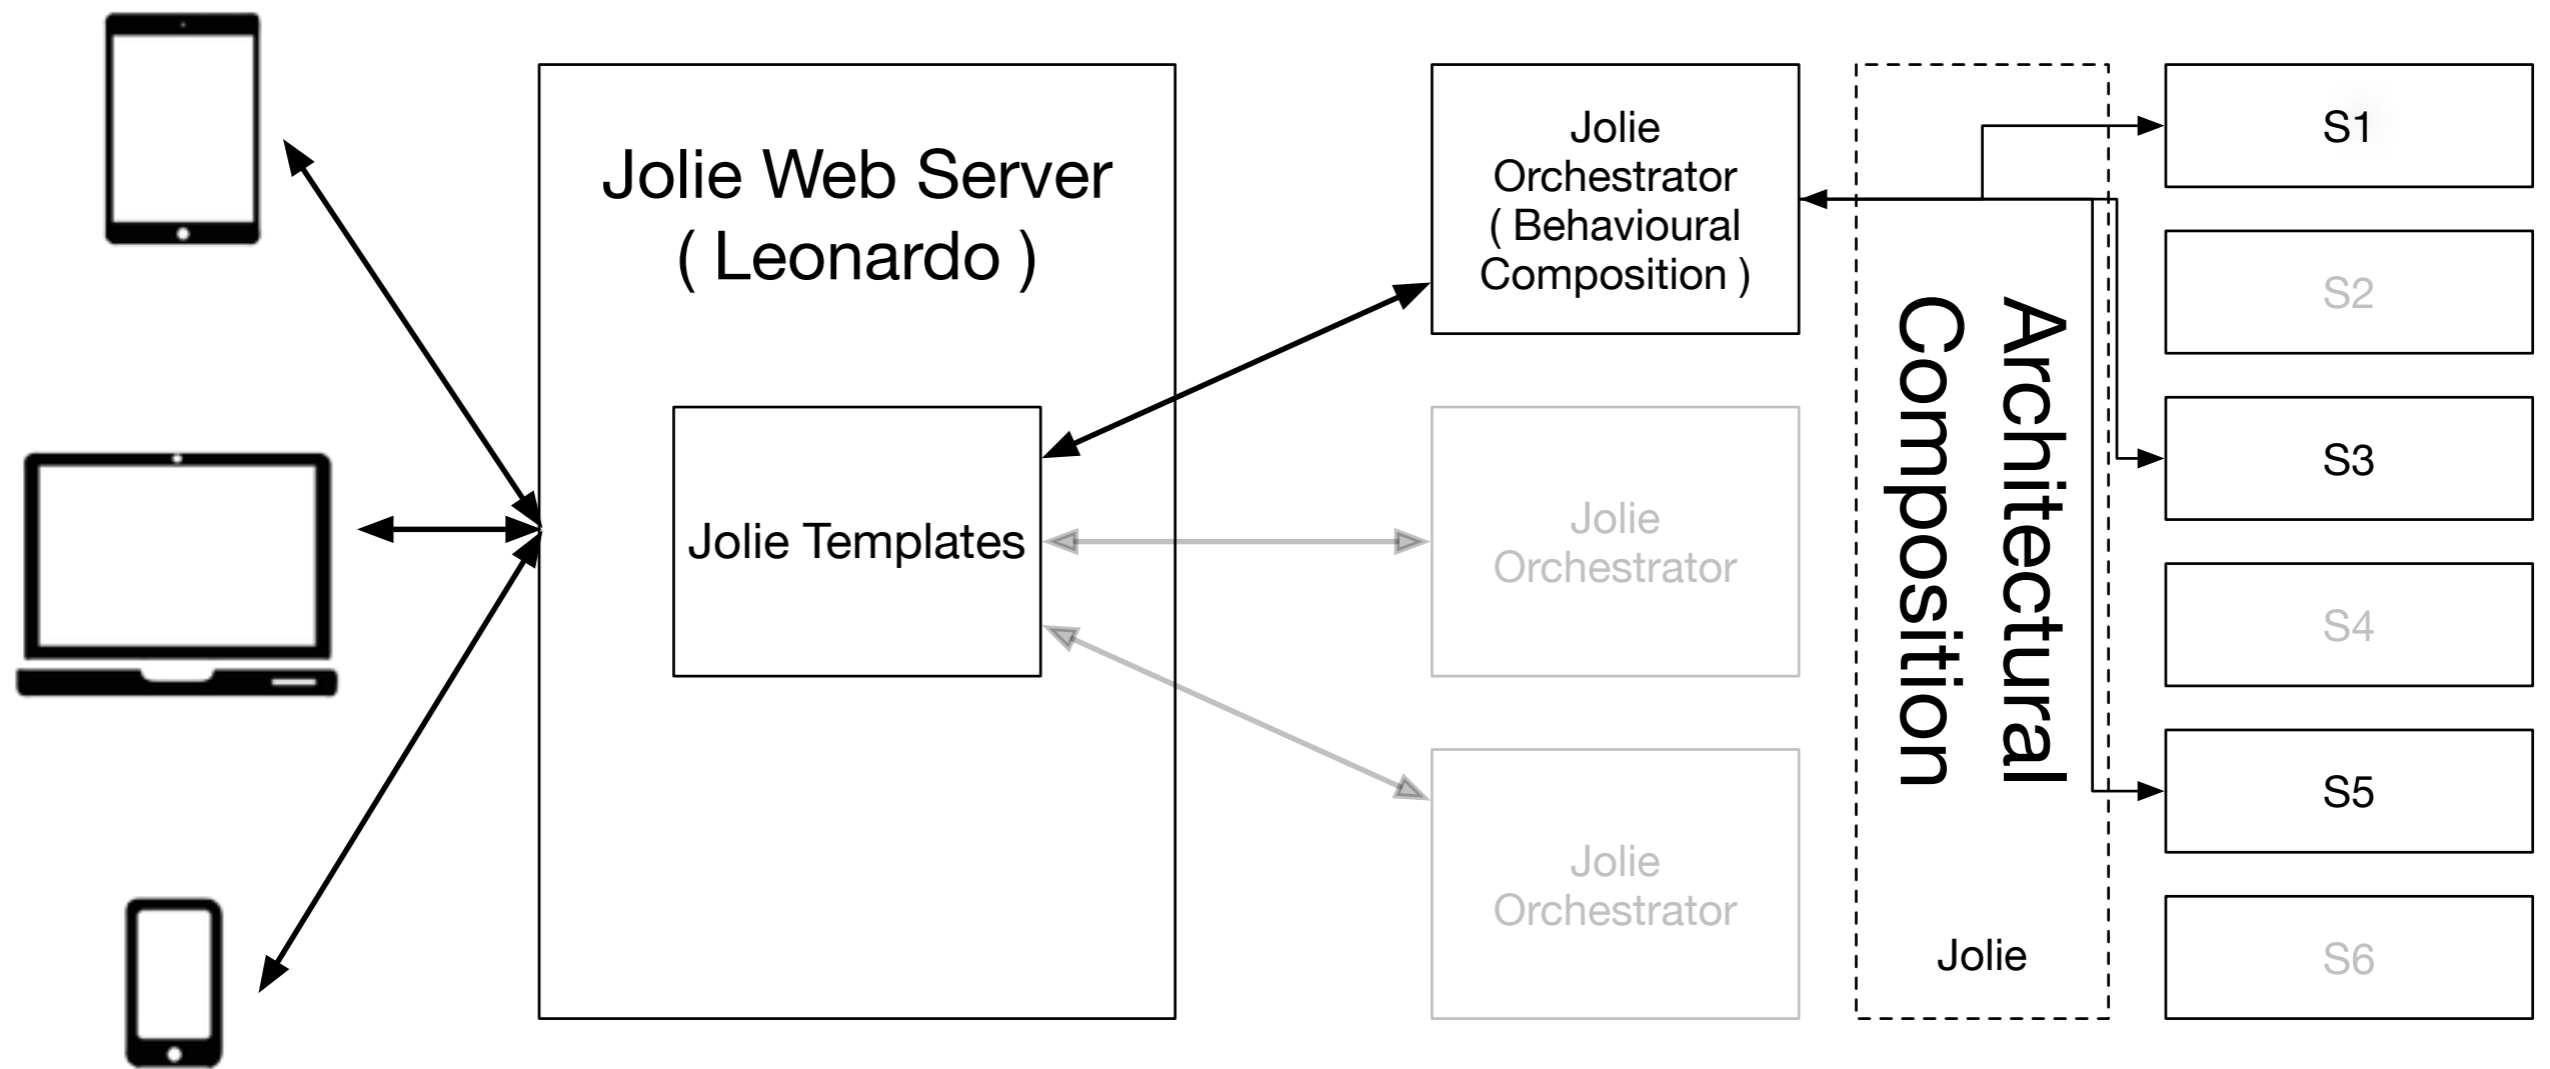 Jolie Web Server
( Leonardo )
Jolie Templates
Jolie
Orchestrator
( Behavioural
Composition )
Jolie
Orchestrator
Jolie
Orchestrator
Architectural
Composition
Jolie
S1
S2
S3
S4
S5
S6